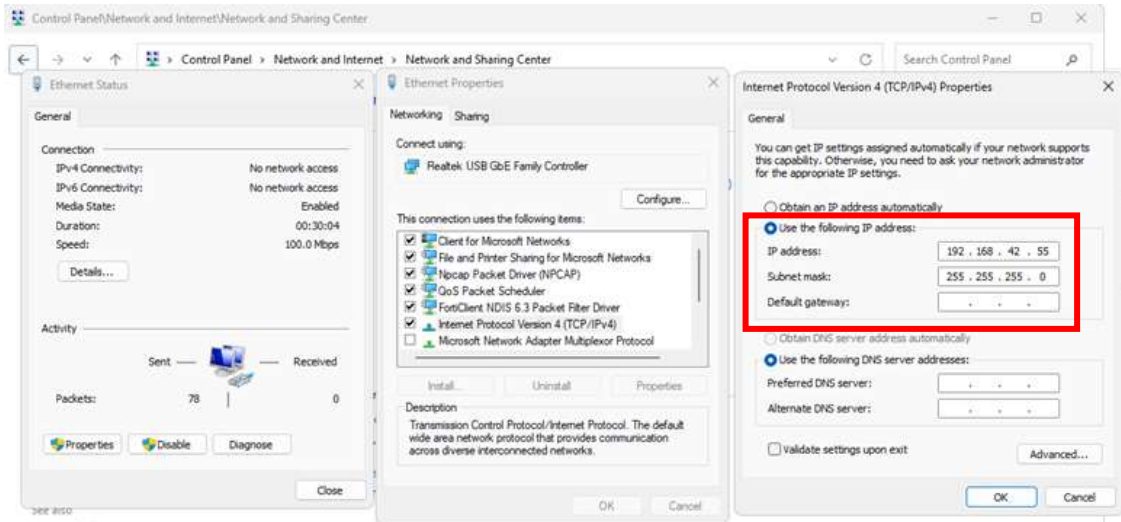 Control Panel\Network and Internet\Network and Sharing Center
Control Panel > Network and Internet > Network and Sharing Center
Search Control Panel
Ethernet Status
General
Connection
IPv4 Connectivity: No network access
IPv6 Connectivity: No network access
Media State: Enabled
Duration: 00:30:04
Speed: 100.0 Mbps
Details...
Activity
Sent Received
Packets: 78 0
Properties Disable Diagnose
Close
See also
Ethernet Properties
Networking Sharing
Connect using:
Realtek USB GbE Family Controller
Configure...
This connection uses the following items:
Client for Microsoft Networks
File and Printer Sharing for Microsoft Networks
Npcap Packet Driver (NPCAP)
QoS Packet Scheduler
FortiClient NDIS 6.3 Packet Filter Driver
Internet Protocol Version 4 (TCP/IPv4)
Microsoft Network Adapter Multiplexor Protocol
Install... Uninstall Properties
Description
Transmission Control Protocol/Internet Protocol. The default
wide area network protocol that provides communication
across diverse interconnected networks.
OK Cancel
Internet Protocol Version 4 (TCP/IPv4) Properties
General
You can get IP settings assigned automatically if your network supports
this capability. Otherwise, you need to ask your network administrator
for the appropriate IP settings.
Obtain an IP address automatically
Use the following IP address:
IP address: 192 . 168 . 42 . 55
Subnet mask: 255 . 255 . 255 . 0
Default gateway: . . .
Obtain DNS server address automatically
Use the following DNS server addresses:
Preferred DNS server: . . .
Alternate DNS server: . . .
Validate settings upon exit
Advanced...
OK Cancel